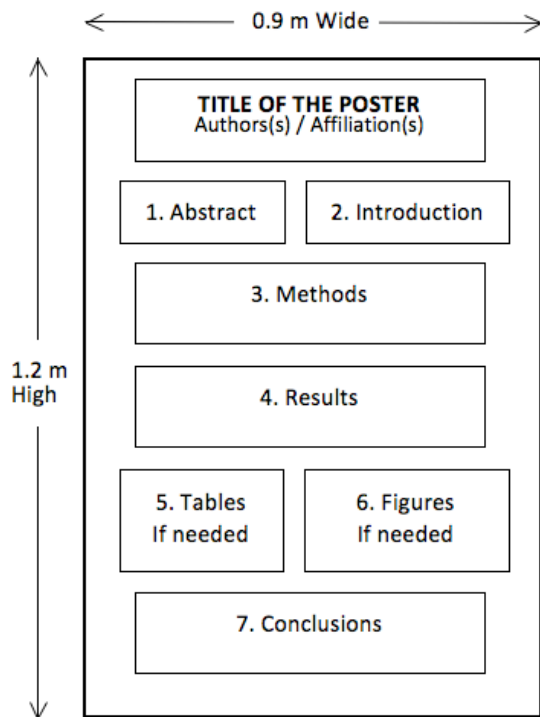 0.9 m Wide
TITLE OF THE POSTER
Authors(s) / Affiliation(s)
1. Abstract
2. Introduction
3. Methods
1.2 m
High
4. Results
5. Tables
If needed
6. Figures
If needed
7. Conclusions